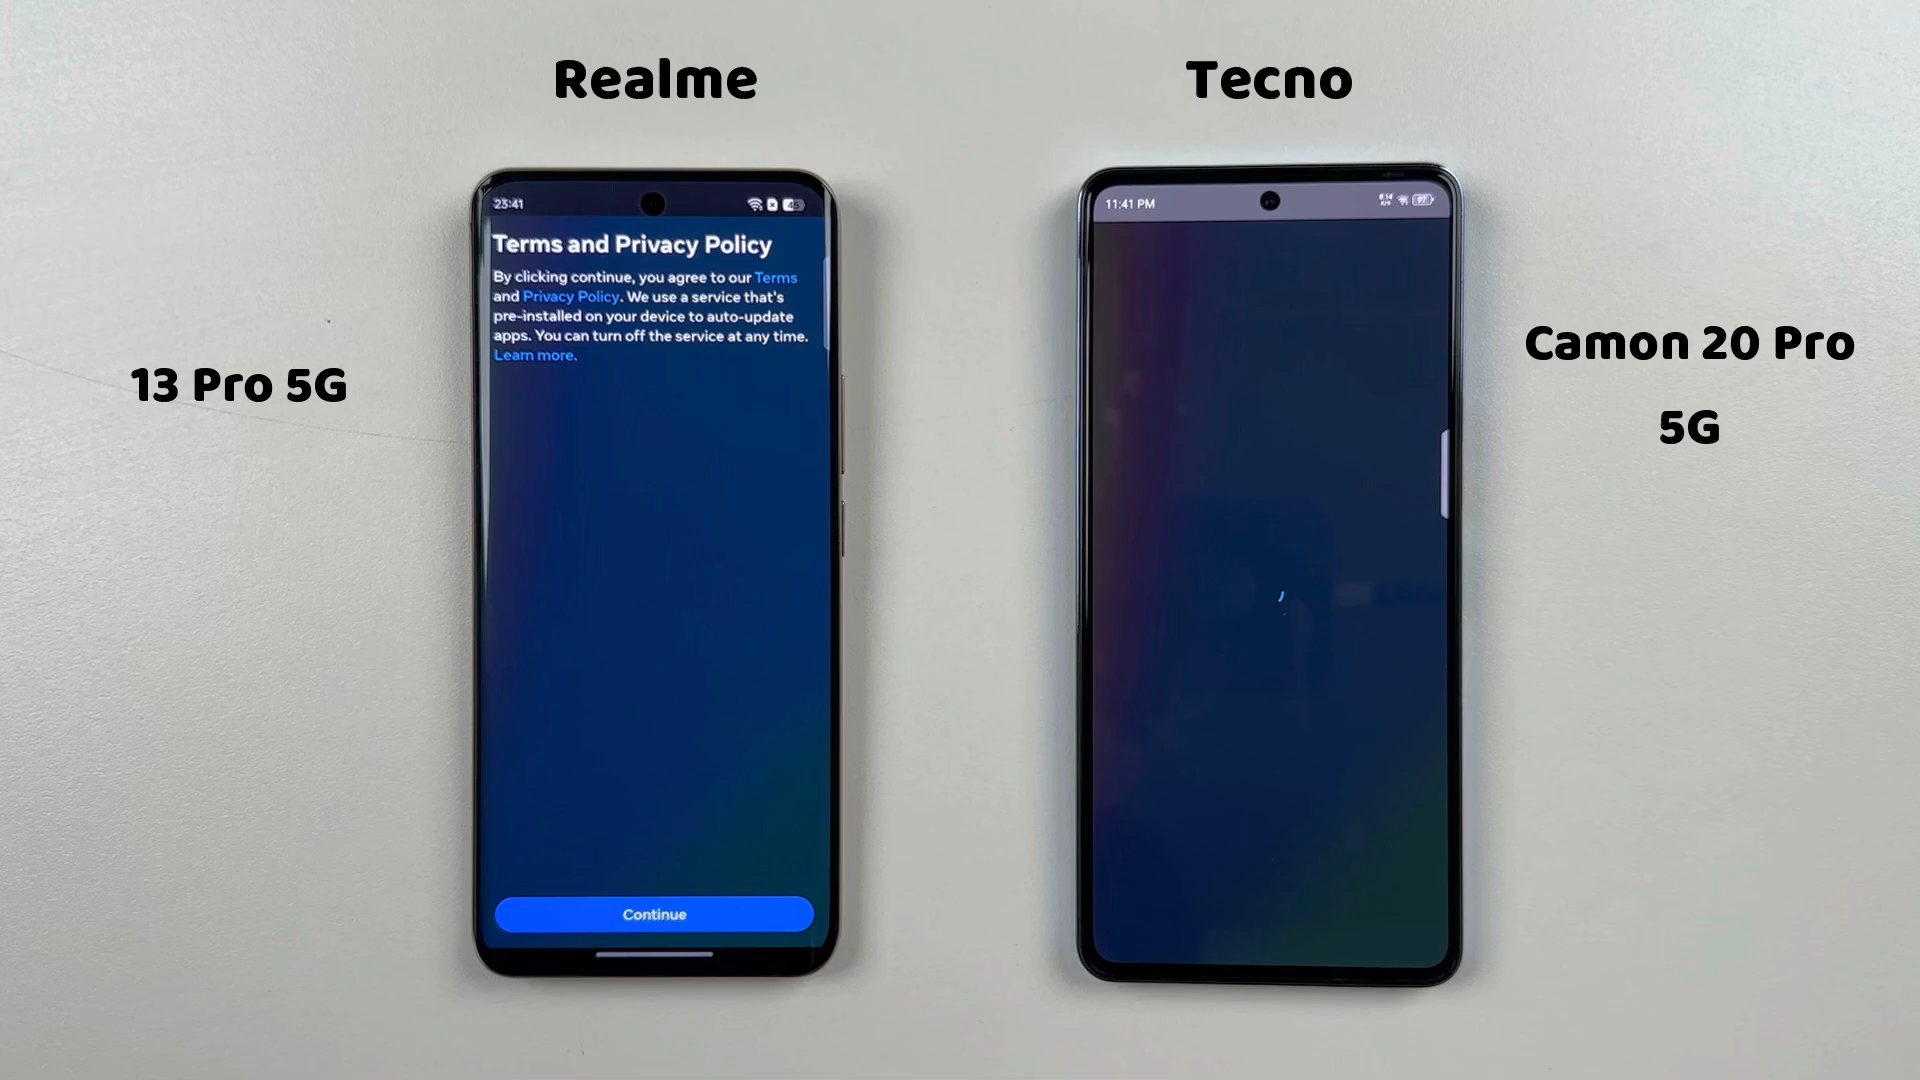 Realme
Tecno
23:41
45
Terms and Privacy Policy
By clicking continue, you agree to our Terms
and Privacy Policy. We use a service that's
pre-installed on your device to auto-update
apps. You can turn off the service at any time.
Learn more.
Continue
11:41 PM
97
13 Pro 5G
Camon 20 Pro
5G